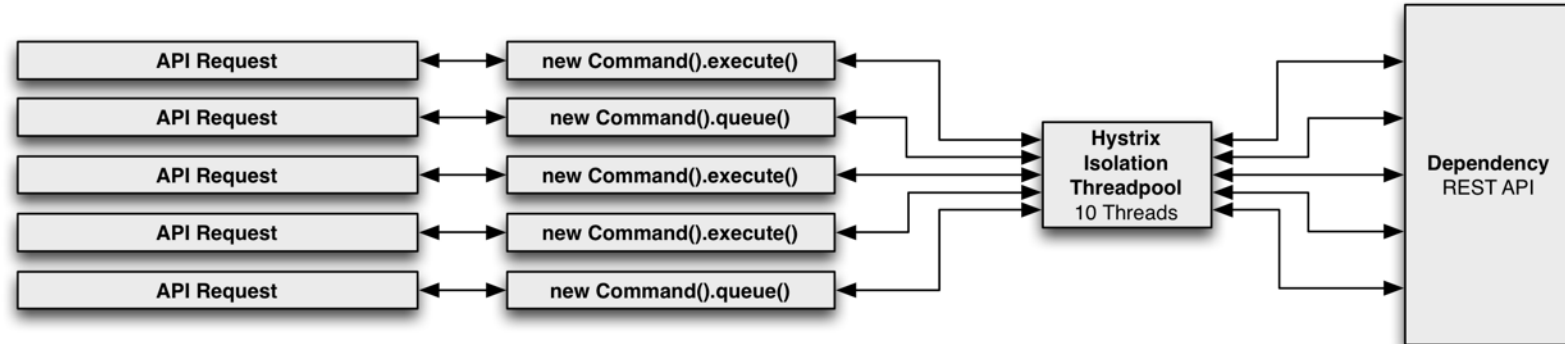 API Request
new Command().execute()
API Request
new Command().queue()
API Request
new Command().execute()
API Request
new Command().execute()
API Request
new Command().queue()
Hystrix
Isolation
Threadpool
10 Threads
Dependency
REST API